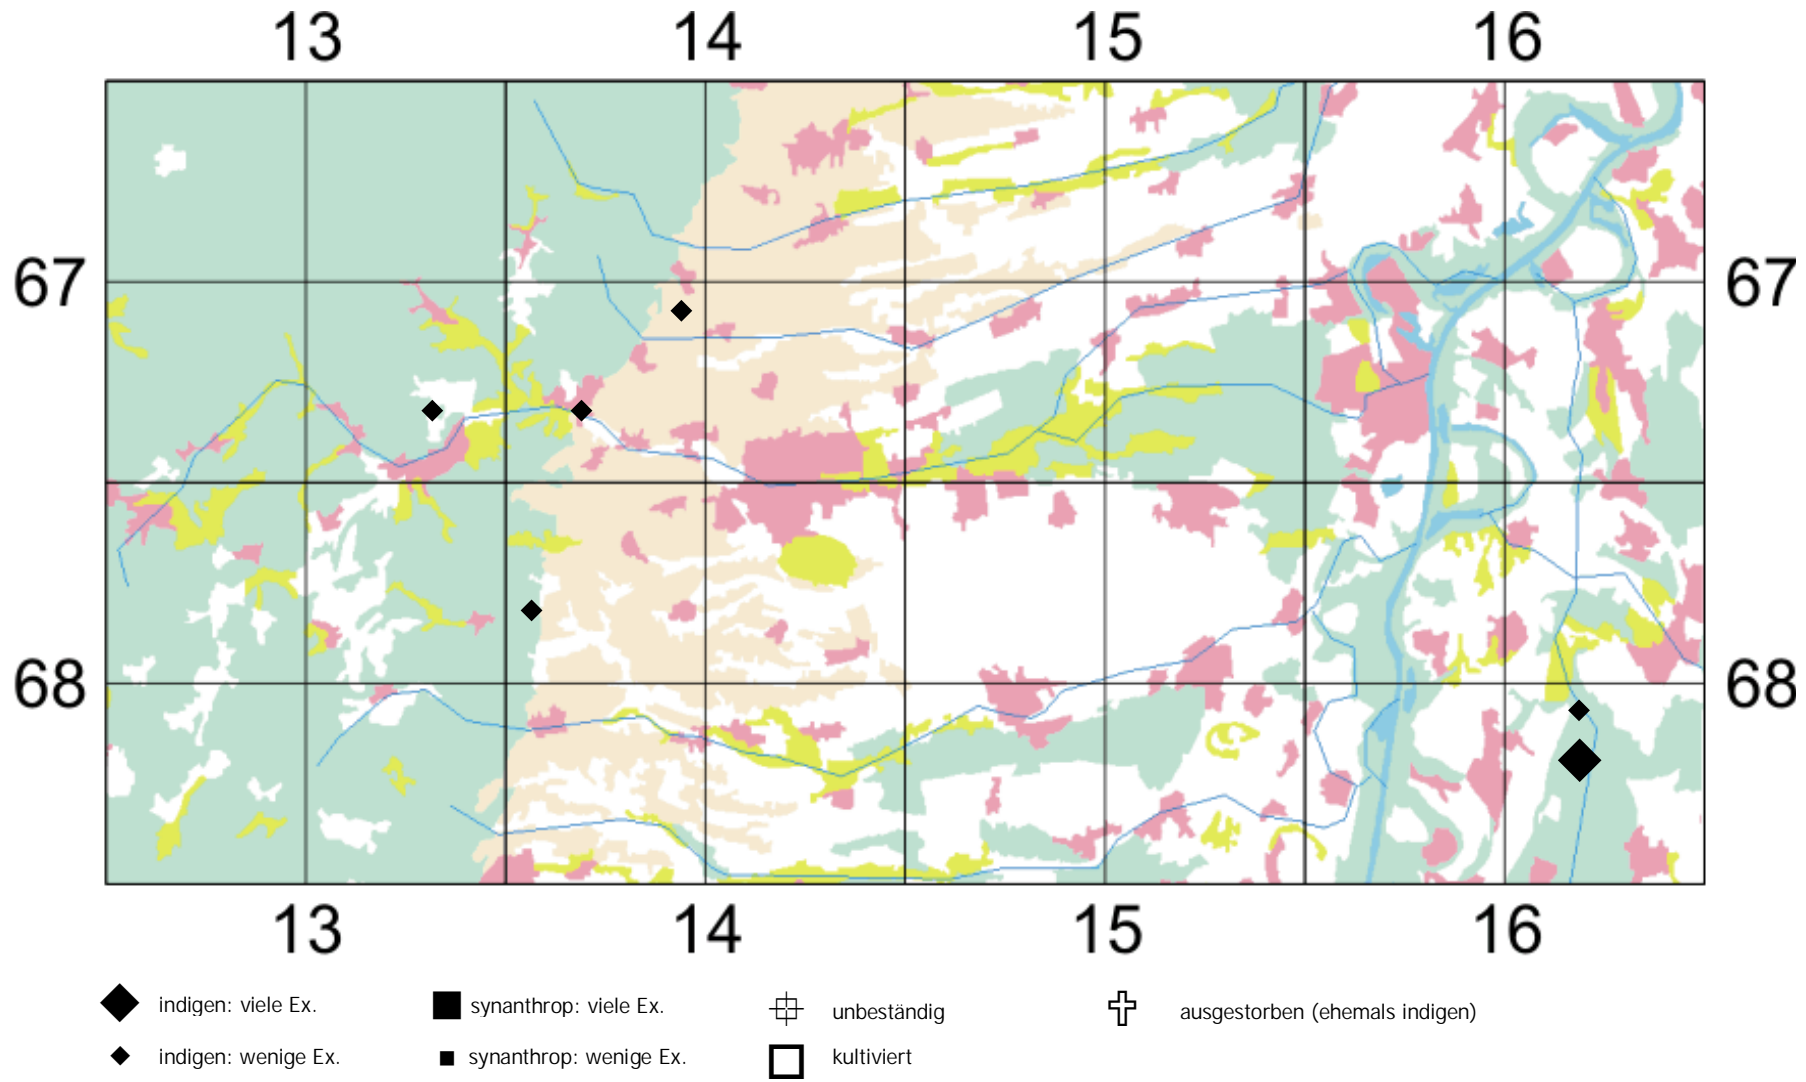 13 14 15 16
67 67
68 68
13 14 15 16
indigen: viele Ex. synanthrop: viele Ex. unbeständig ausgestorben (ehemals indigen)
indigen: wenige Ex. synanthrop: wenige Ex. kultiviert